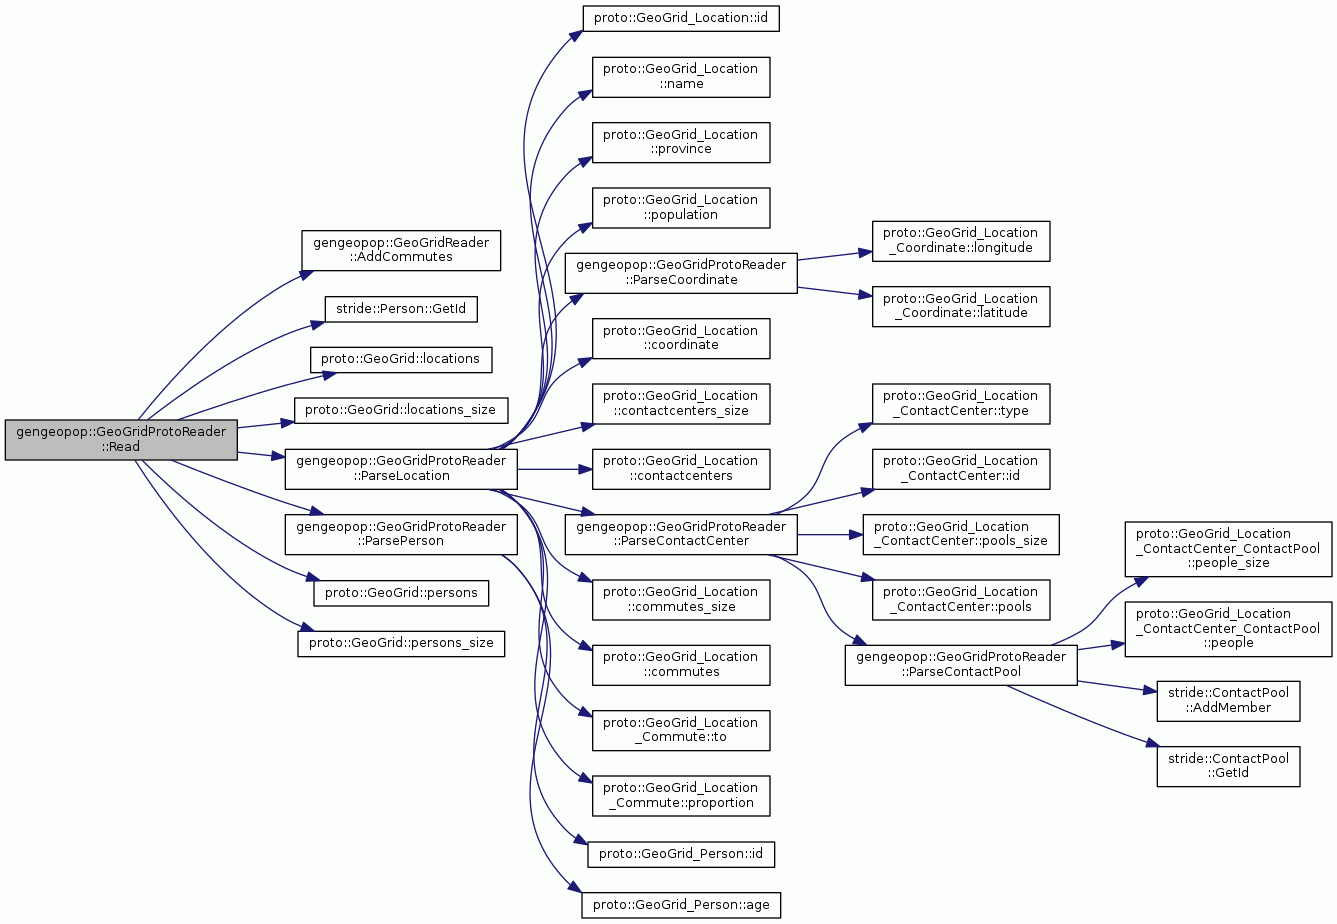 proto::GeoGrid_Location::id
proto::GeoGrid_Location
::name
proto::GeoGrid_Location
::province
proto::GeoGrid_Location
::population
gengeopop::GeoGridReader
::AddCommutes
proto::GeoGrid_Location
_Coordinate::longitude
gengeopop::GeoGridProtoReader
::ParseCoordinate
stride::Person::GetId
proto::GeoGrid_Location
_Coordinate::latitude
proto::GeoGrid::locations
proto::GeoGrid_Location
::coordinate
proto::GeoGrid::locations_size
proto::GeoGrid_Location
::contactcenters_size
proto::GeoGrid_Location
_ContactCenter::type
gengeopop::GeoGridProtoReader
::Read
gengeopop::GeoGridProtoReader
::ParseLocation
proto::GeoGrid_Location
::contactcenters
proto::GeoGrid_Location
_ContactCenter::id
gengeopop::GeoGridProtoReader
::ParsePerson
gengeopop::GeoGridProtoReader
::ParseContactCenter
proto::GeoGrid_Location
_ContactCenter::pools_size
proto::GeoGrid_Location
_ContactCenter_ContactPool
::people_size
proto::GeoGrid::persons
proto::GeoGrid_Location
::commutes_size
proto::GeoGrid_Location
_ContactCenter::pools
proto::GeoGrid_Location
_ContactCenter_ContactPool
::people
proto::GeoGrid::persons_size
proto::GeoGrid_Location
::commutes
gengeopop::GeoGridProtoReader
::ParseContactPool
stride::ContactPool
::AddMember
proto::GeoGrid_Location
_Commute::to
stride::ContactPool
::GetId
proto::GeoGrid_Location
_Commute::proportion
proto::GeoGrid_Person::id
proto::GeoGrid_Person::age